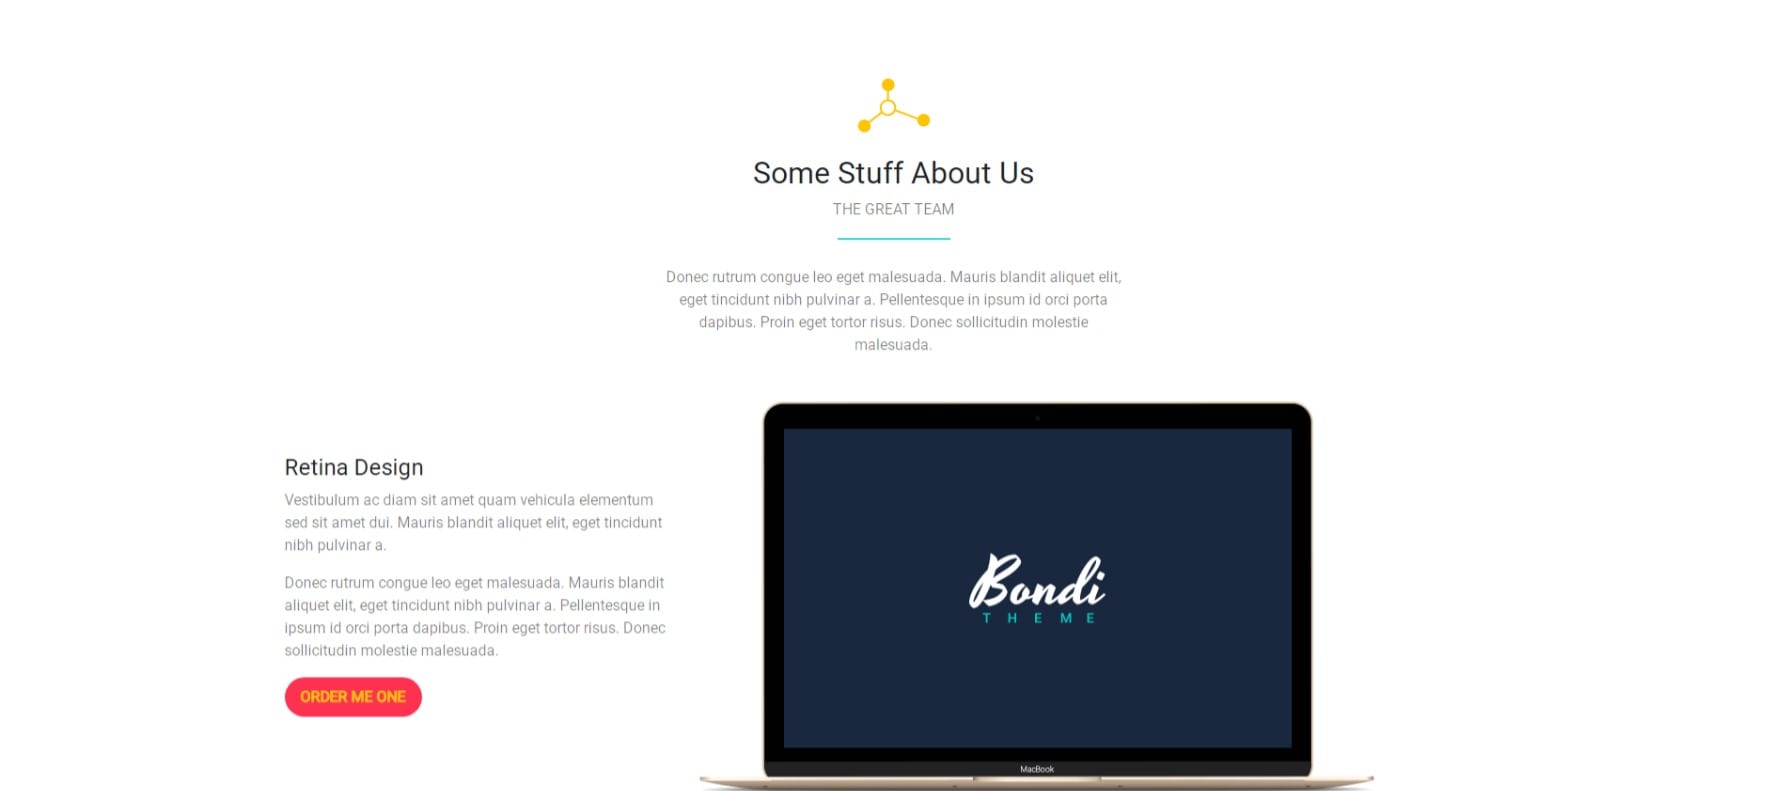 Some Stuff About Us
THE GREAT TEAM
Donec rutrum congue leo eget malesuada. Mauris blandit aliquet elit,
eget tincidunt nibh pulvinar a. Pellentesque in ipsum id orci porta
dapibus. Proin eget tortor risus. Donec sollicitudin molestie
malesuada.
Retina Design
Vestibulum ac diam sit amet quam vehicula elementum
sed sit amet dui. Mauris blandit aliquet elit, eget tincidunt
nibh pulvinar a.
Donec rutrum congue leo eget malesuada. Mauris blandit
aliquet elit, eget tincidunt nibh pulvinar a. Pellentesque in
ipsum id orci porta dapibus. Proin eget tortor risus. Donec
sollicitudin molestie malesuada.
ORDER ME ONE
Bondi
THEME
MacBook